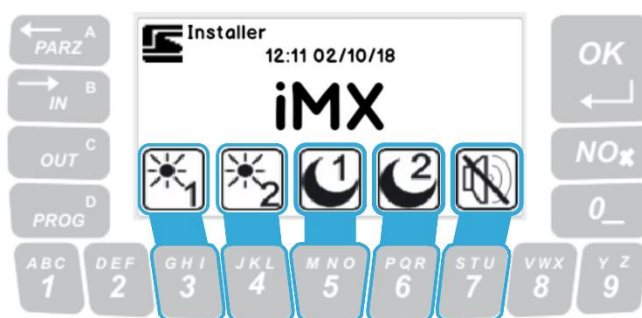 Installer
12:11 02/10/18
iMX
1 2 1 2
PARZ A
IN B
OUT C
PROG D
OK
NO
0_
ABC DEF GHI JKL MNO PQR STU VWX YZ
1 2 3 4 5 6 7 8 9